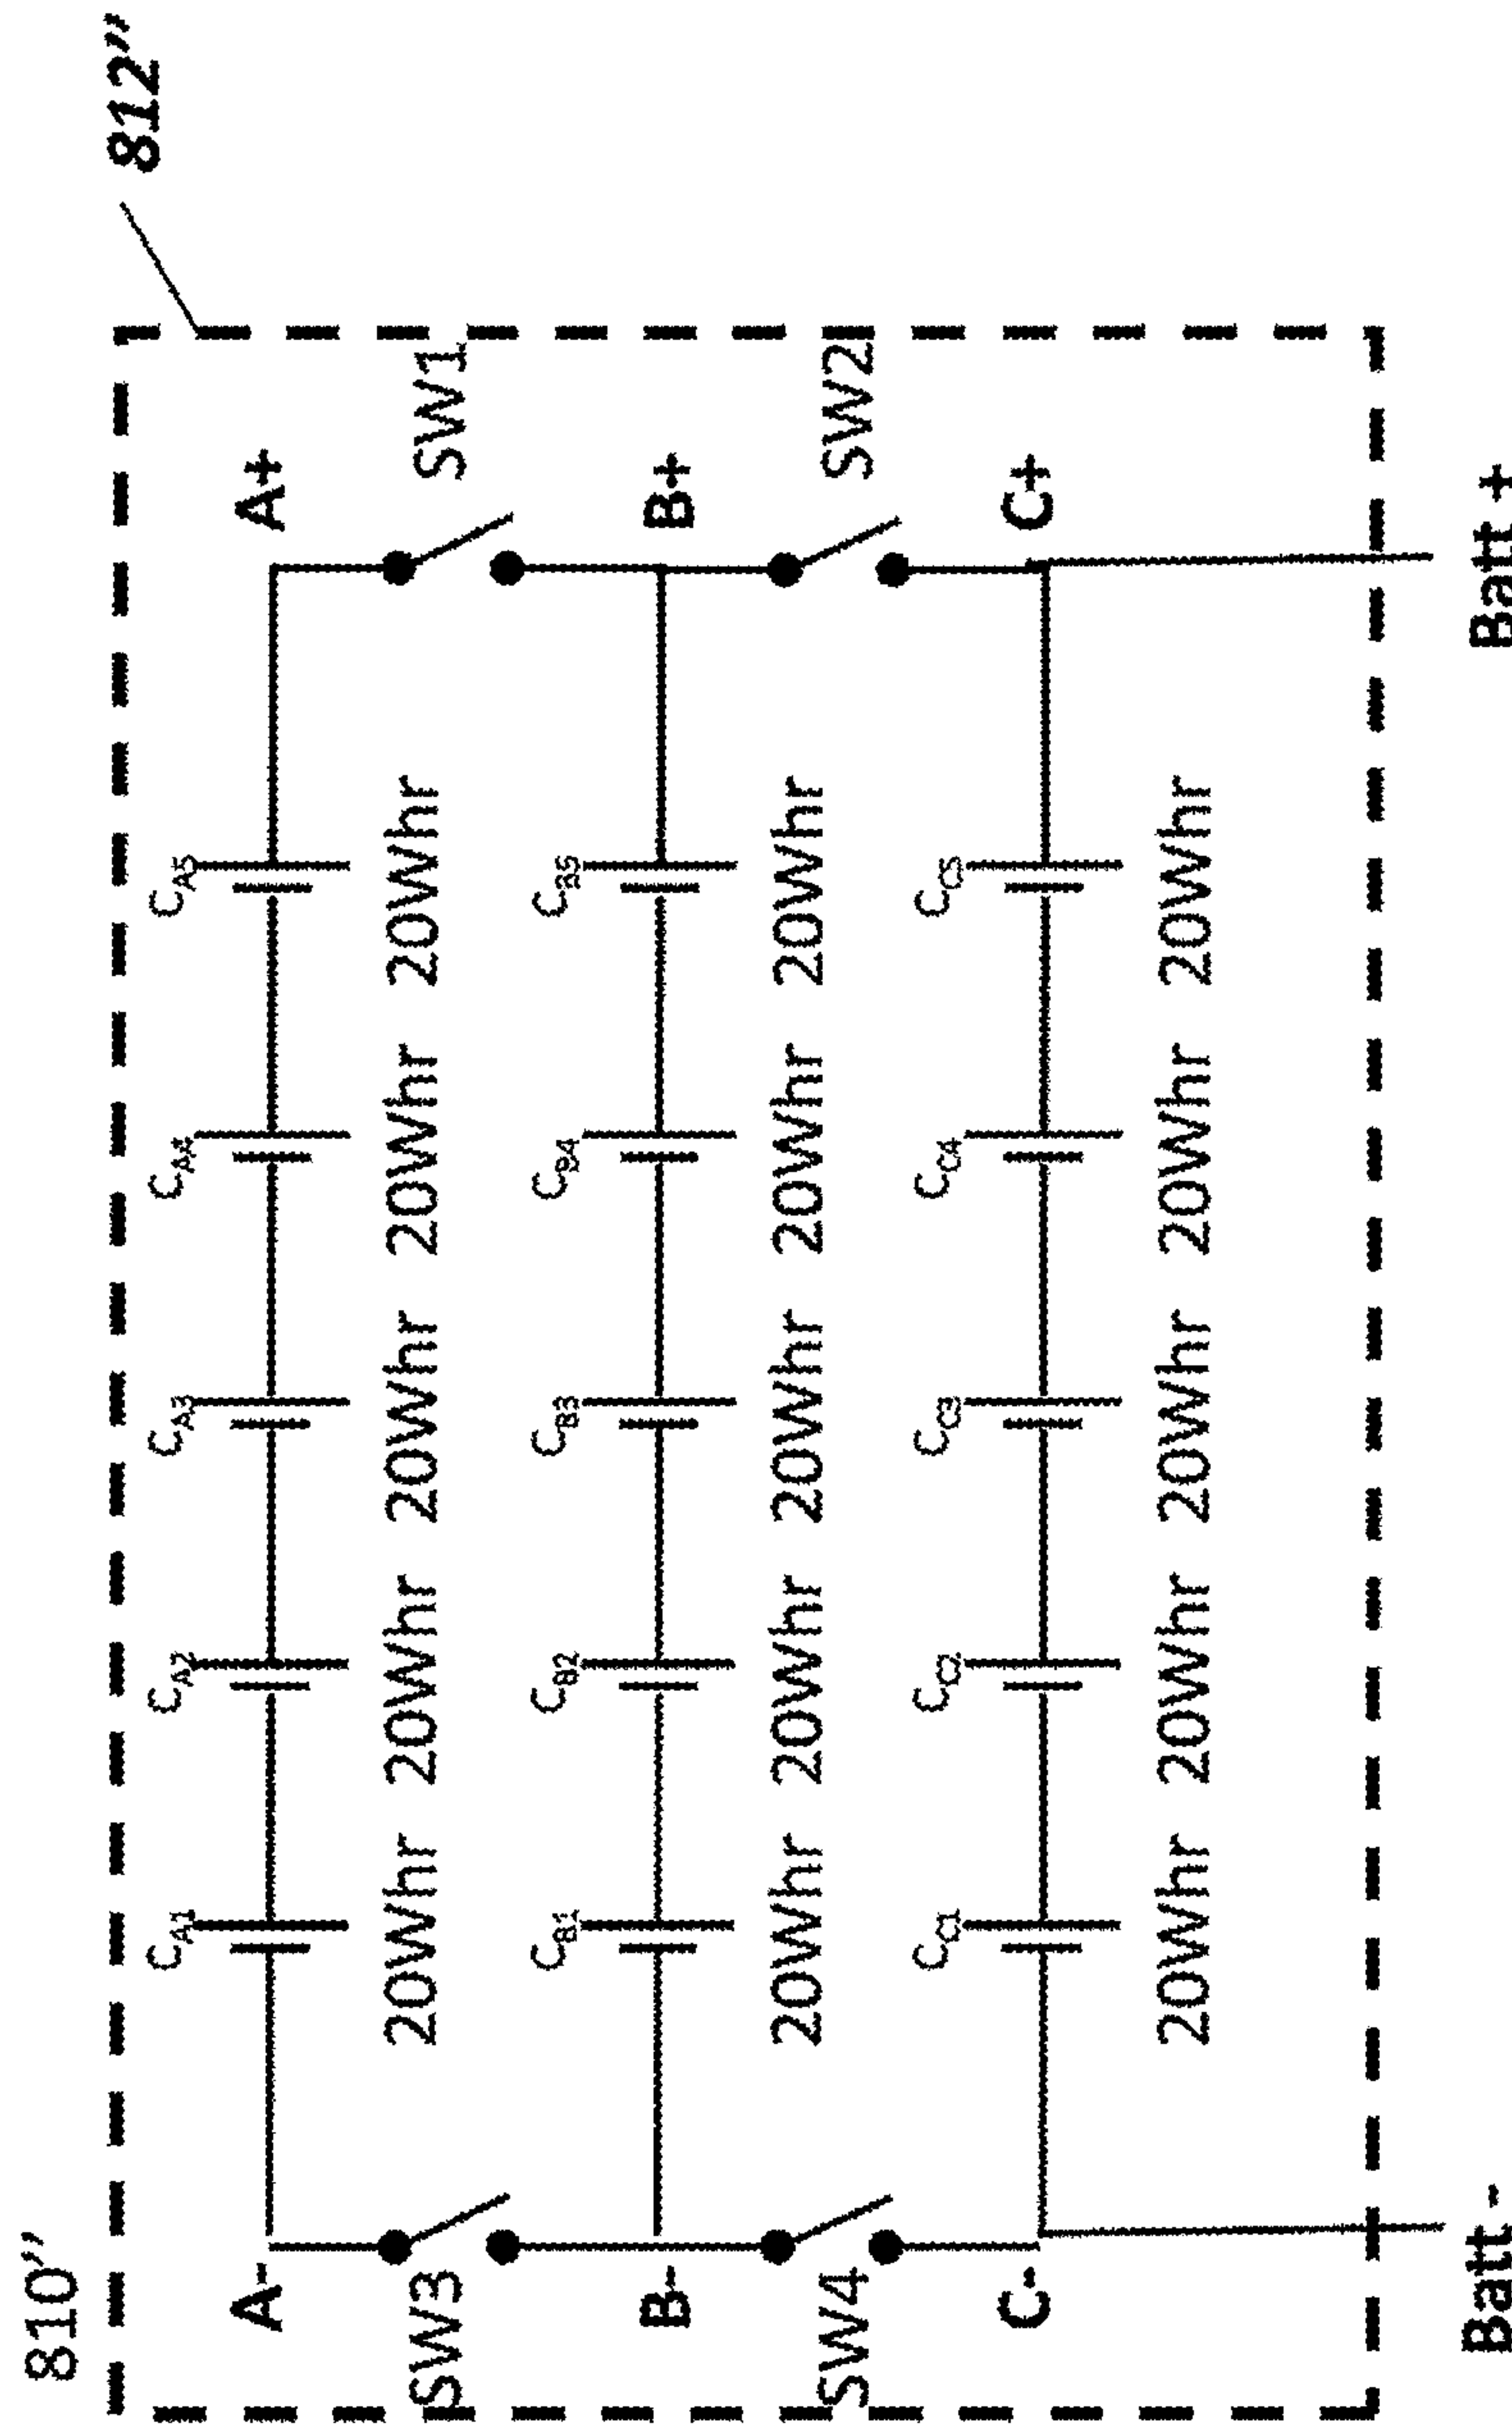 810″
812″
A-
A+
C_A1 C_A2 C_A3 C_A4 C_A5
SW3
20Whr 20Whr 20Whr 20Whr 20Whr
SW1
B-
B+
C_B1 C_B2 C_B3 C_B4 C_B5
SW4
20Whr 20Whr 20Whr 20Whr 20Whr
SW2
C-
C+
C_C1 C_C2 C_C3 C_C4 C_C5
20Whr 20Whr 20Whr 20Whr 20Whr
Batt -
Batt +